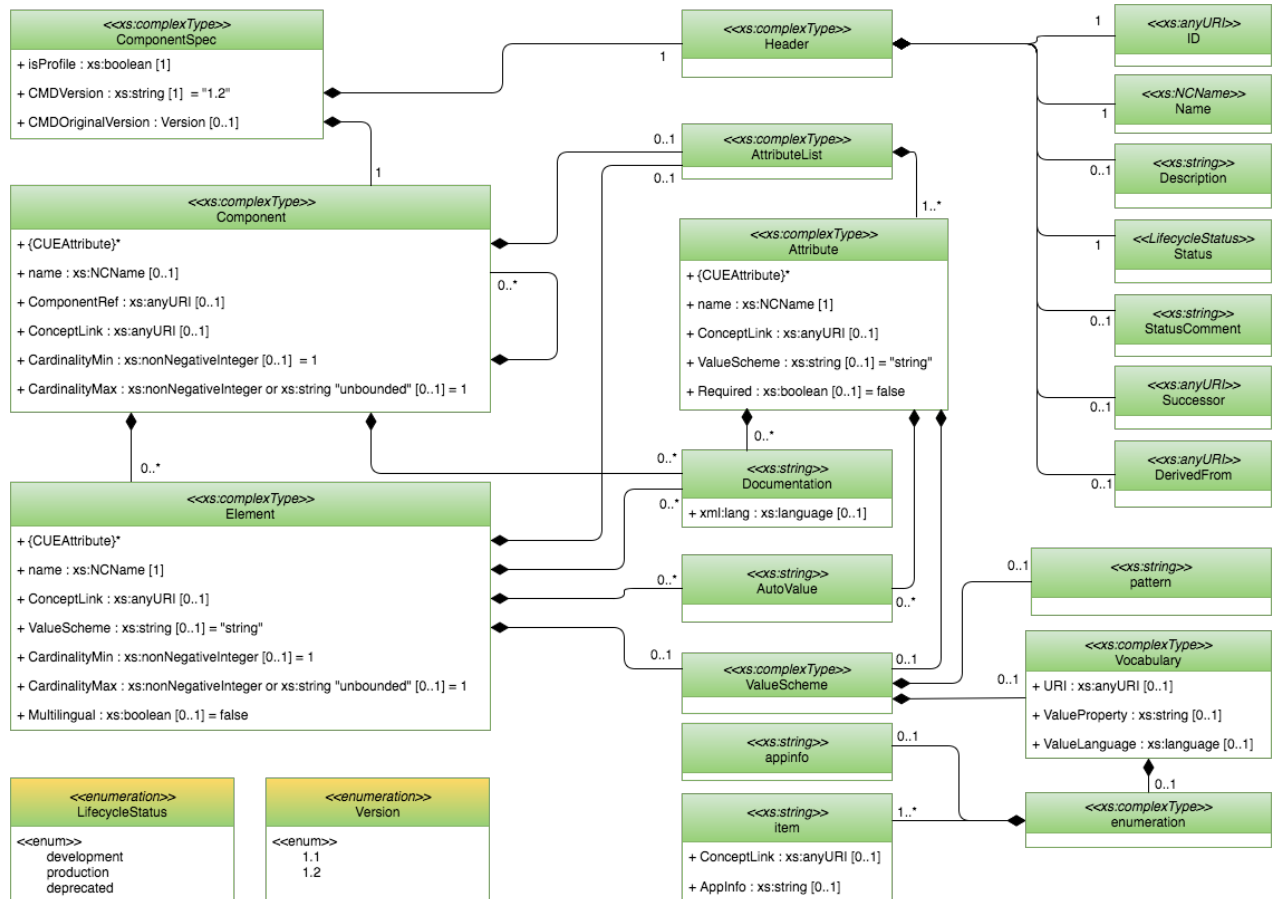 <<xs:complexType>>
ComponentSpec
+ isProfile : xs:boolean [1]
+ CMDVersion : xs:string [1]  = "1.2"
+ CMDOriginalVersion : Version [0..1]
<<xs:complexType>>
Header
1
1
<<xs:anyURI>>
ID
<<xs:NCName>>
Name
1
<<xs:string>>
Description
0..1
<<LifecycleStatus>>
Status
1
<<xs:string>>
StatusComment
0..1
<<xs:anyURI>>
Successor
0..1
<<xs:anyURI>>
DerivedFrom
0..1
1
<<xs:complexType>>
Component
+ {CUEAttribute}*
+ name : xs:NCName [0..1]
+ ComponentRef : xs:anyURI [0..1]
+ ConceptLink : xs:anyURI [0..1]
+ CardinalityMin : xs:nonNegativeInteger [0..1]  = 1
+ CardinalityMax : xs:nonNegativeInteger or xs:string "unbounded" [0..1] = 1
0..*
0..1
0..1
<<xs:complexType>>
AttributeList
1..*
<<xs:complexType>>
Attribute
+ {CUEAttribute}*
+ name : xs:NCName [1]
+ ConceptLink : xs:anyURI [0..1]
+ ValueScheme : xs:string [0..1] = "string"
+ Required : xs:boolean [0..1] = false
0..*
0..*
0..*
0..*
<<xs:string>>
Documentation
+ xml:lang : xs:language [0..1]
<<xs:complexType>>
Element
+ {CUEAttribute}*
+ name : xs:NCName [1]
+ ConceptLink : xs:anyURI [0..1]
+ ValueScheme : xs:string [0..1] = "string"
+ CardinalityMin : xs:nonNegativeInteger [0..1] = 1
+ CardinalityMax : xs:nonNegativeInteger or xs:string "unbounded" [0..1] = 1
+ Multilingual : xs:boolean [0..1] = false
0..*
<<xs:string>>
AutoValue
0..*
0..1
<<xs:complexType>>
ValueScheme
0..1
0..1
<<xs:string>>
pattern
0..1
<<xs:complexType>>
Vocabulary
+ URI : xs:anyURI [0..1]
+ ValueProperty : xs:string [0..1]
+ ValueLanguage : xs:language [0..1]
0..1
<<xs:string>>
appinfo
0..1
<<xs:string>>
item
+ ConceptLink : xs:anyURI [0..1]
+ AppInfo : xs:string [0..1]
1..*
<<xs:complexType>>
enumeration
<<enumeration>>
LifecycleStatus
<<enum>>
development
production
deprecated
<<enumeration>>
Version
<<enum>>
1.1
1.2